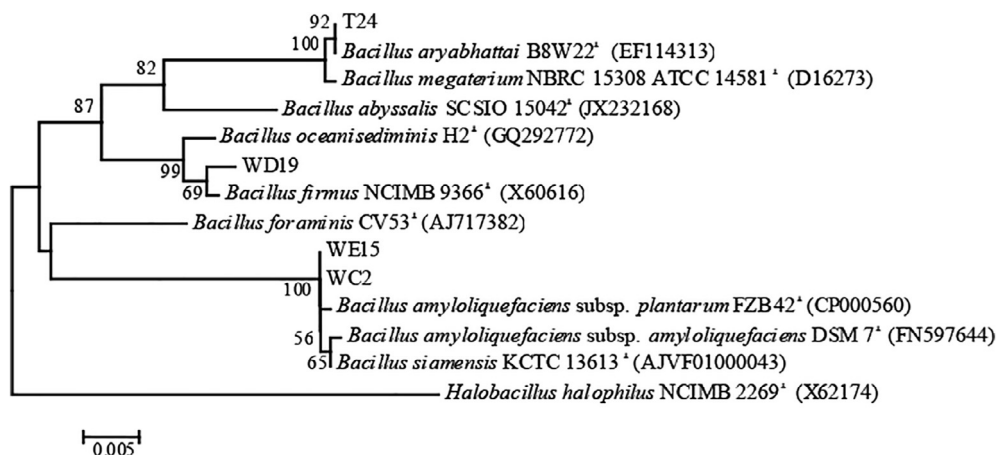 92 T24
100 Bacillus aryabhattai B8W22ᵀ (EF114313)
Bacillus megaterium NBRC 15308 ATCC 14581 ᵀ (D16273)
82
87 Bacillus abyssalis SCSIO 15042ᵀ (JX232168)
Bacillus oceanisediminis H2ᵀ (GQ292772)
99 WD19
69 Bacillus firmus NCIMB 9366ᵀ (X60616)
Bacillus foraminis CV53ᵀ (AJ717382)
WE15
100 WC2
Bacillus amyloliquefaciens subsp. plantarum FZB42ᵀ (CP000560)
56 Bacillus amyloliquefaciens subsp. amyloliquefaciens DSM 7ᵀ (FN597644)
65 Bacillus siamensis KCTC 13613 ᵀ (AJVF01000043)
Halobacillus halophilus NCIMB 2269ᵀ (X62174)
0.005